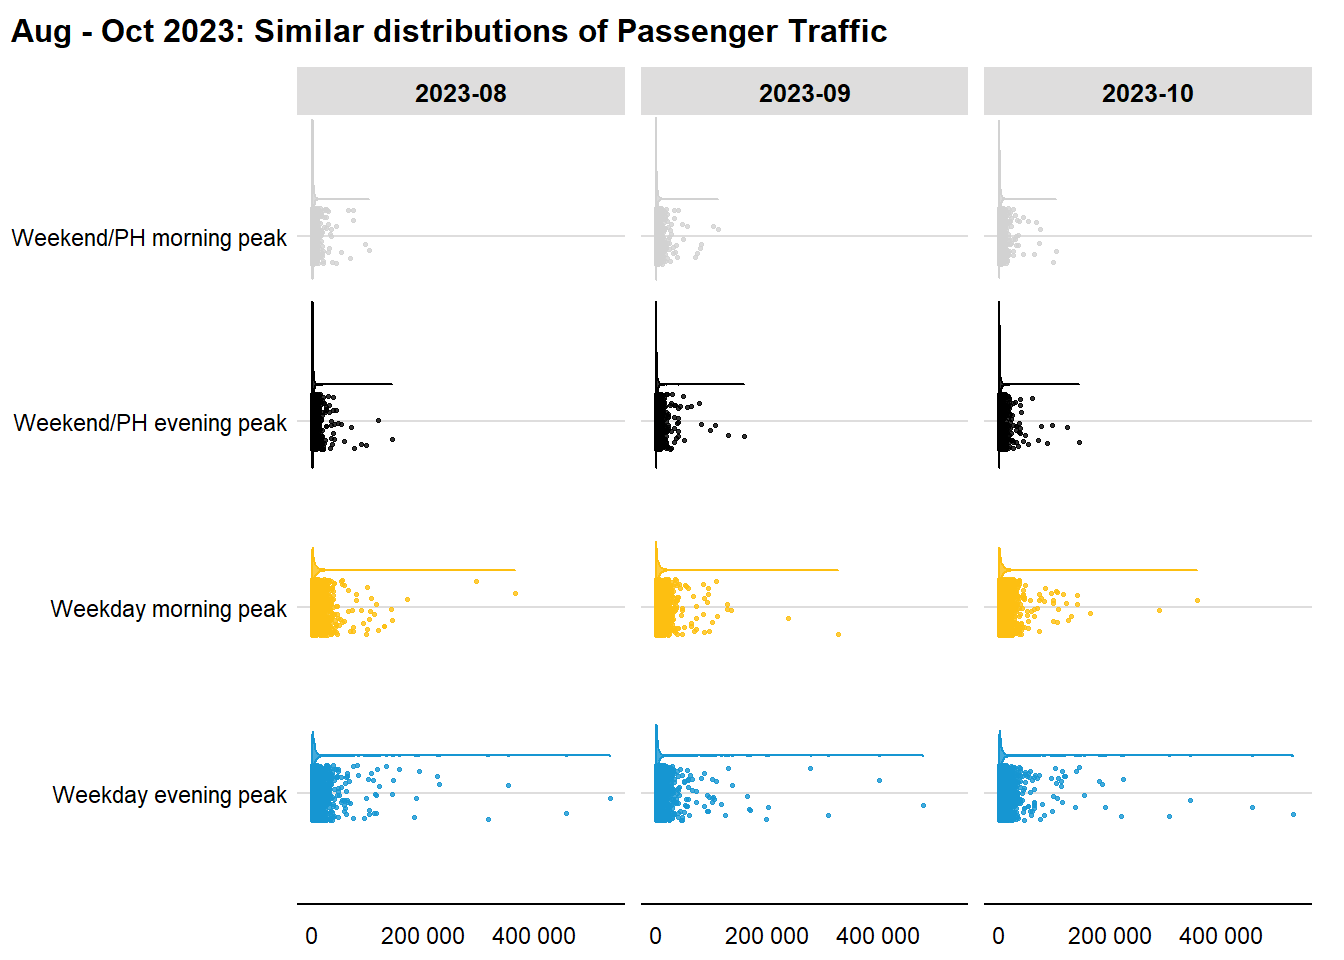 Aug - Oct 2023: Similar distributions of Passenger Traffic
2023-08 2023-09 2023-10
Weekend/PH morning peak
Weekend/PH evening peak
Weekday morning peak
Weekday evening peak
0 200 000 400 000 0 200 000 400 000 0 200 000 400 000